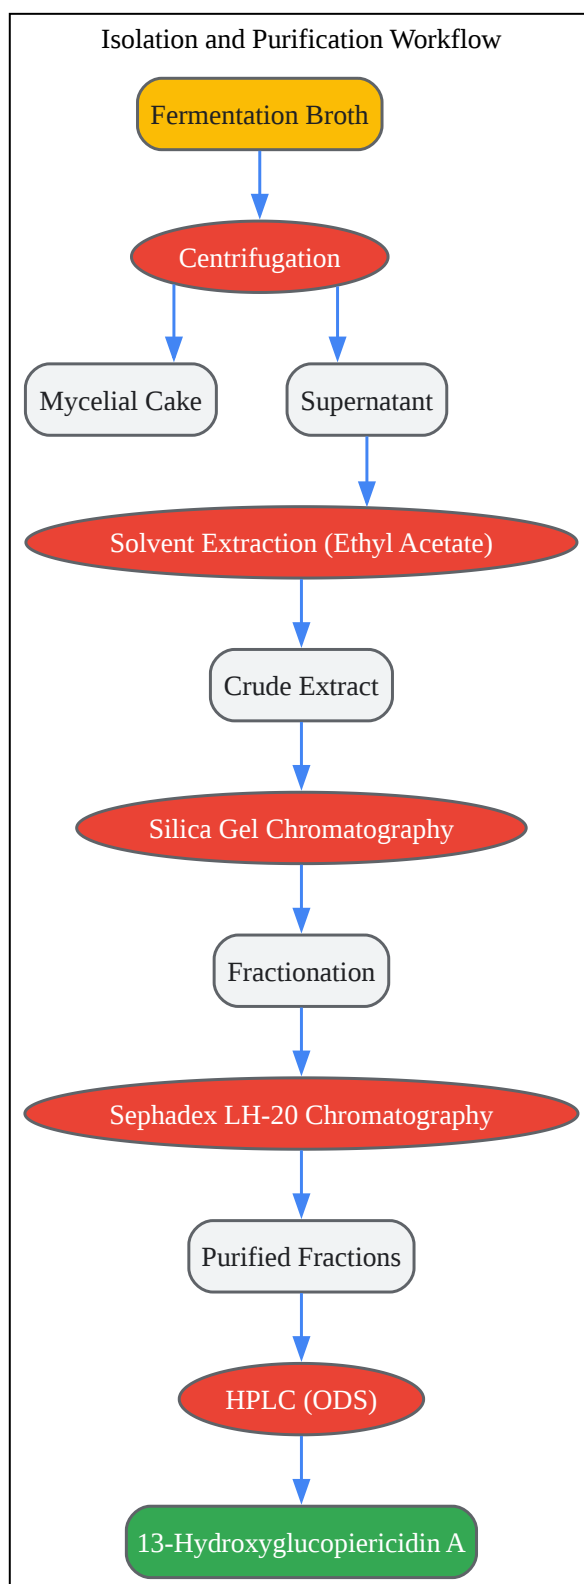 Isolation and Purification Workflow
Fermentation Broth
Centrifugation
Mycelial Cake
Supernatant
Solvent Extraction (Ethyl Acetate)
Crude Extract
Silica Gel Chromatography
Fractionation
Sephadex LH-20 Chromatography
Purified Fractions
HPLC (ODS)
13-Hydroxyglucopiericidin A